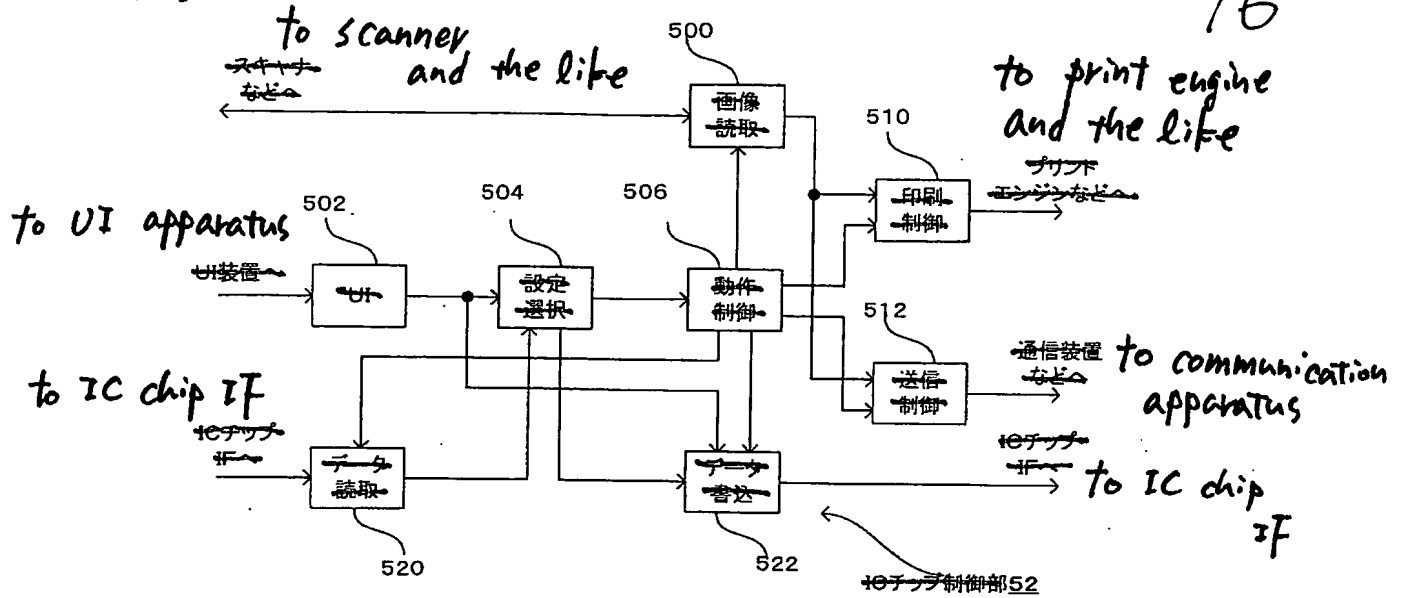 16
to scanner
and the like
スキャナ
などへ
500
画像
読取
to print engine
and the like
プリント
エンジンなどへ
510
印刷
制御
to UI apparatus
UI装置へ
502
UI
504
設定
選択
506
動作
制御
512
送信
制御
通信装置
などへ
to communication
apparatus
to IC chip IF
ICチップ
IFへ
データ
読取
520
データ
書込
522
ICチップ
IFへ
to IC chip
IF
ICチップ制御部52